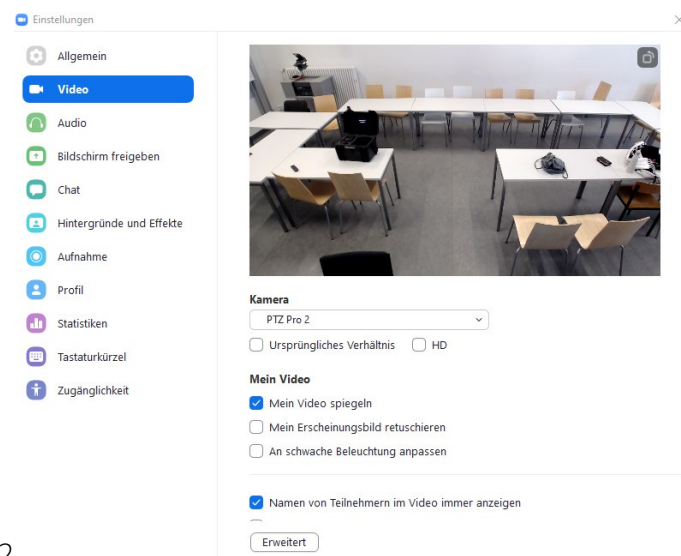 Einstellungen
Allgemein
Video
Audio
Bildschirm freigeben
Chat
Hintergründe und Effekte
Aufnahme
Profil
Statistiken
Tastaturkürzel
Zugänglichkeit
Kamera
PTZ Pro 2
Ursprüngliches Verhältnis HD
Mein Video
Mein Video spiegeln
Mein Erscheinungsbild retuschieren
An schwache Beleuchtung anpassen
Namen von Teilnehmern im Video immer anzeigen
Erweitert